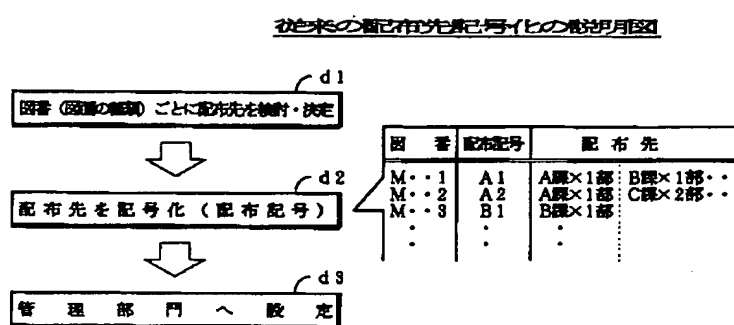 従来の配布先記号化の説明図
d1
図番(図面の種類)ごとに配布先を検討・決定
d2
配布先を記号化(配布記号)
図番 配布記号 配布先
M・・1 A1 A課×1部 B課×1部・・
M・・2 A2 A課×1部 C課×2部・・
M・・3 B1 B課×1部
・ ・ ・
・ ・ ・
d3
管理部門へ設定